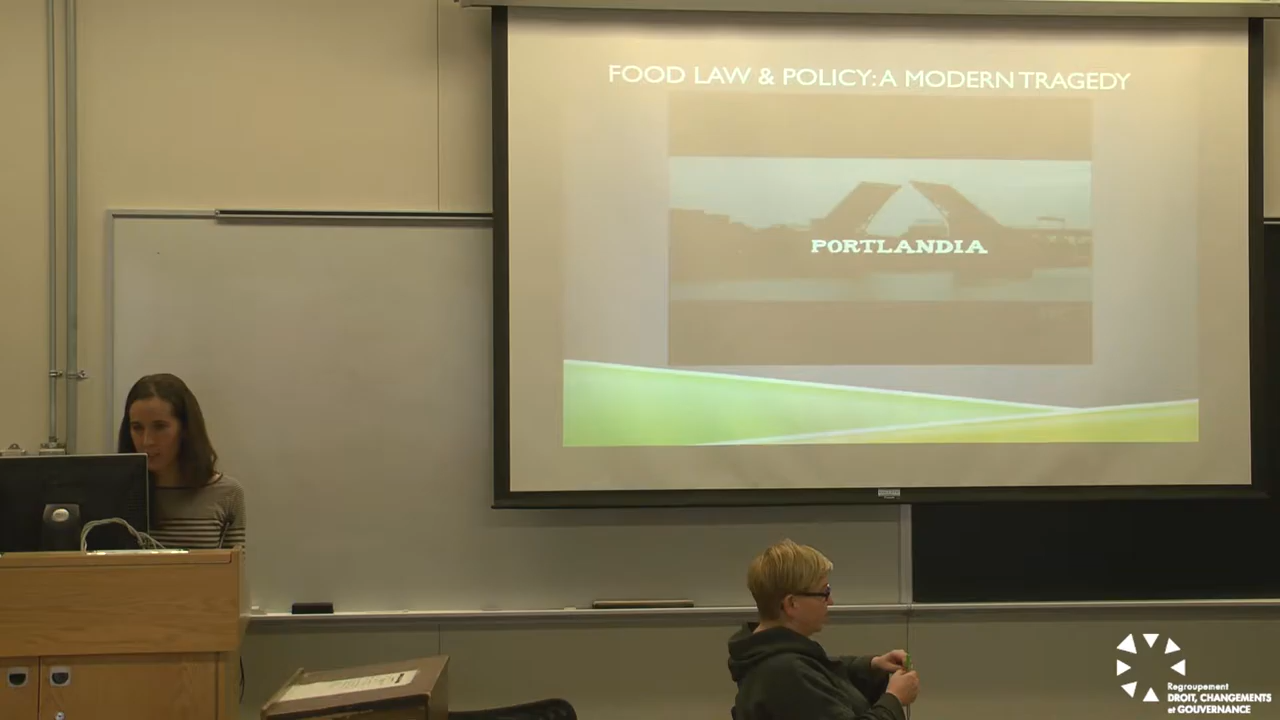 FOOD LAW & POLICY: A MODERN TRAGEDY
PORTLANDIA
Regroupement
DROIT, CHANGEMENTS
et GOUVERNANCE